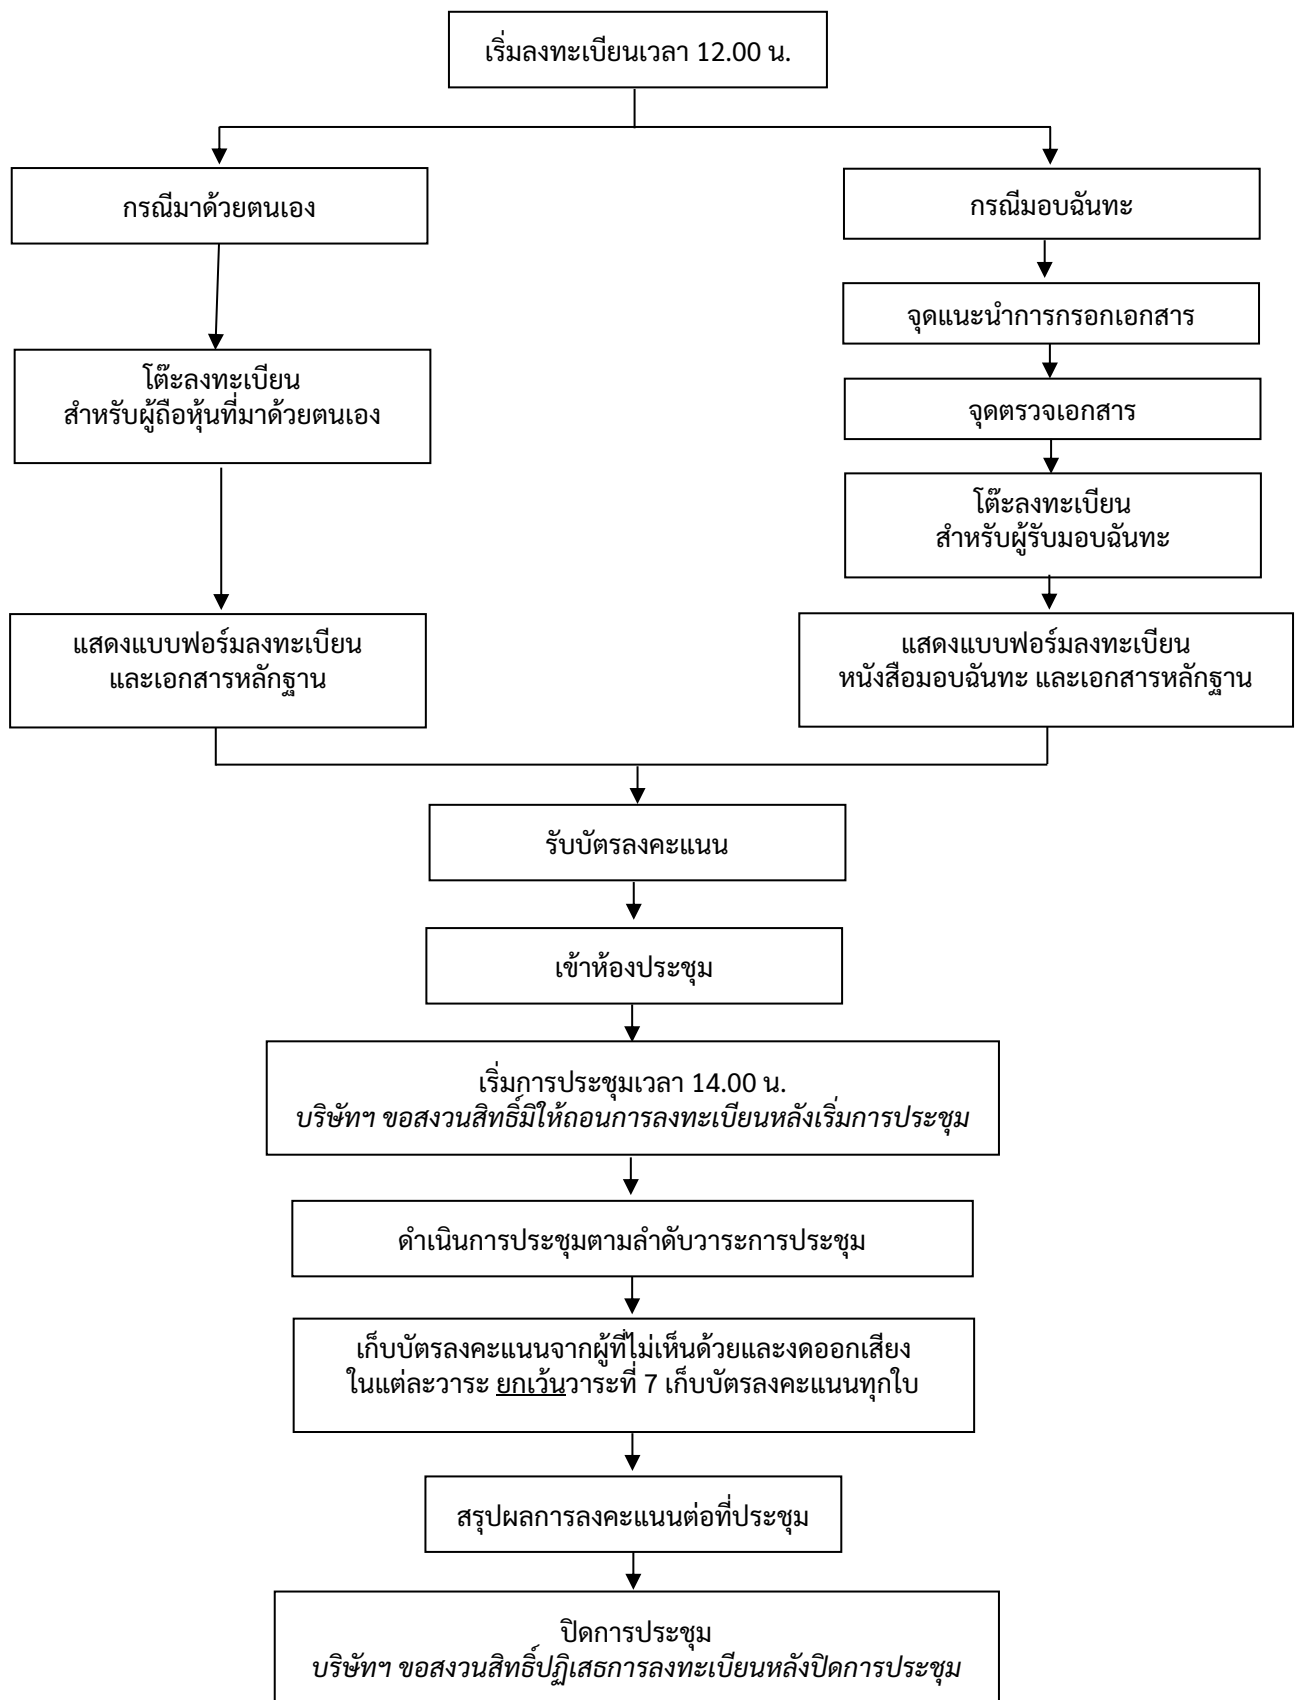 เริ่มลงทะเบียนเวลา 12.00 น.
กรณีมาด้วยตนเอง
กรณีมอบฉันทะ
จุดแนะนำการกรอกเอกสาร
โต๊ะลงทะเบียน
สำหรับผู้ถือหุ้นที่มาด้วยตนเอง
จุดตรวจเอกสาร
โต๊ะลงทะเบียน
สำหรับผู้รับมอบฉันทะ
แสดงแบบฟอร์มลงทะเบียน
และเอกสารหลักฐาน
แสดงแบบฟอร์มลงทะเบียน
หนังสือมอบฉันทะ และเอกสารหลักฐาน
รับบัตรลงคะแนน
เข้าห้องประชุม
เริ่มการประชุมเวลา 14.00 น.
บริษัทฯ ขอสงวนสิทธิ์มิให้ถอนการลงทะเบียนหลังเริ่มการประชุม
ดำเนินการประชุมตามลำดับวาระการประชุม
เก็บบัตรลงคะแนนจากผู้ที่ไม่เห็นด้วยและงดออกเสียง
ในแต่ละวาระ ยกเว้นวาระที่ 7 เก็บบัตรลงคะแนนทุกใบ
สรุปผลการลงคะแนนต่อที่ประชุม
ปิดการประชุม
บริษัทฯ ขอสงวนสิทธิ์ปฏิเสธการลงทะเบียนหลังปิดการประชุม